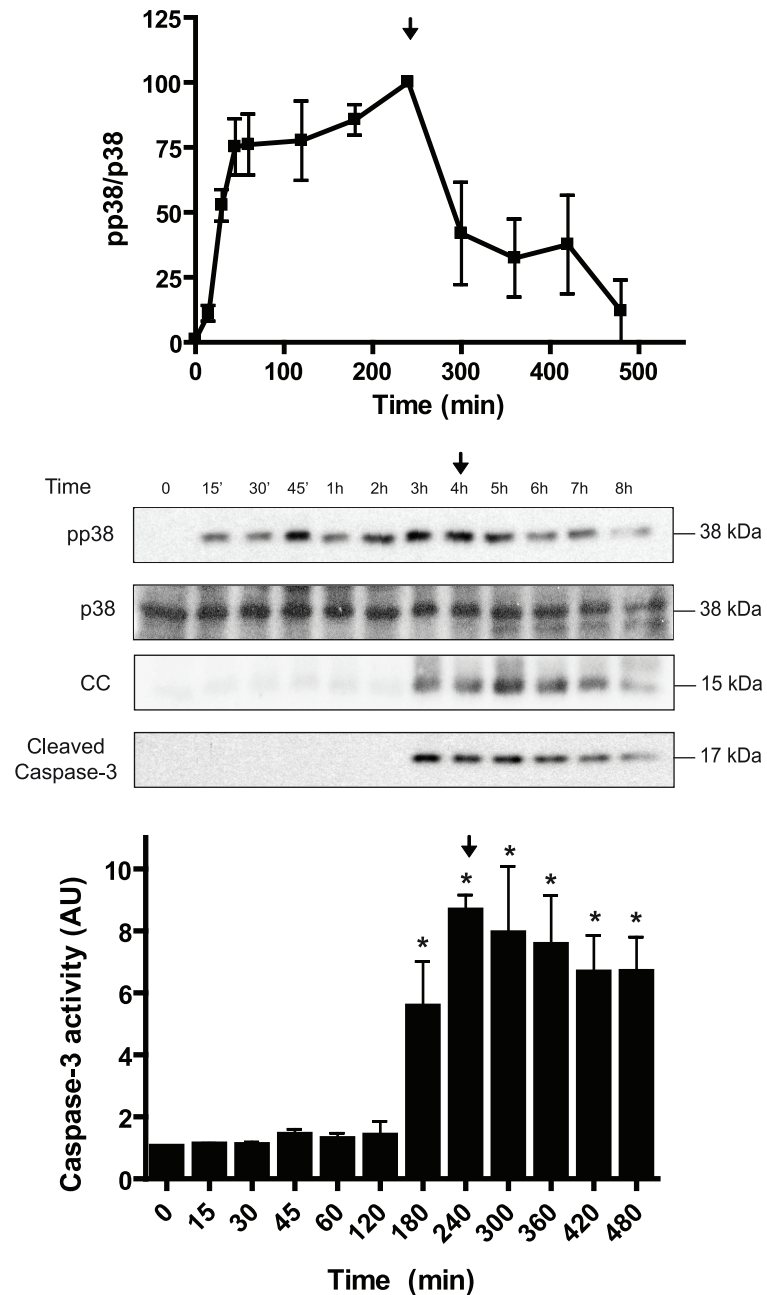 125
100
75
50
25
0
pp38/p38
0 100 200 300 400 500
Time (min)
Time 0 15' 30' 45' 1h 2h 3h 4h 5h 6h 7h 8h
pp38 38 kDa
p38 38 kDa
CC 15 kDa
Cleaved
Caspase-3 17 kDa
10
8
6
4
2
0
Caspase-3 activity (AU)
* * * * * *
0 15 30 45 60 120 180 240 300 360 420 480
Time (min)